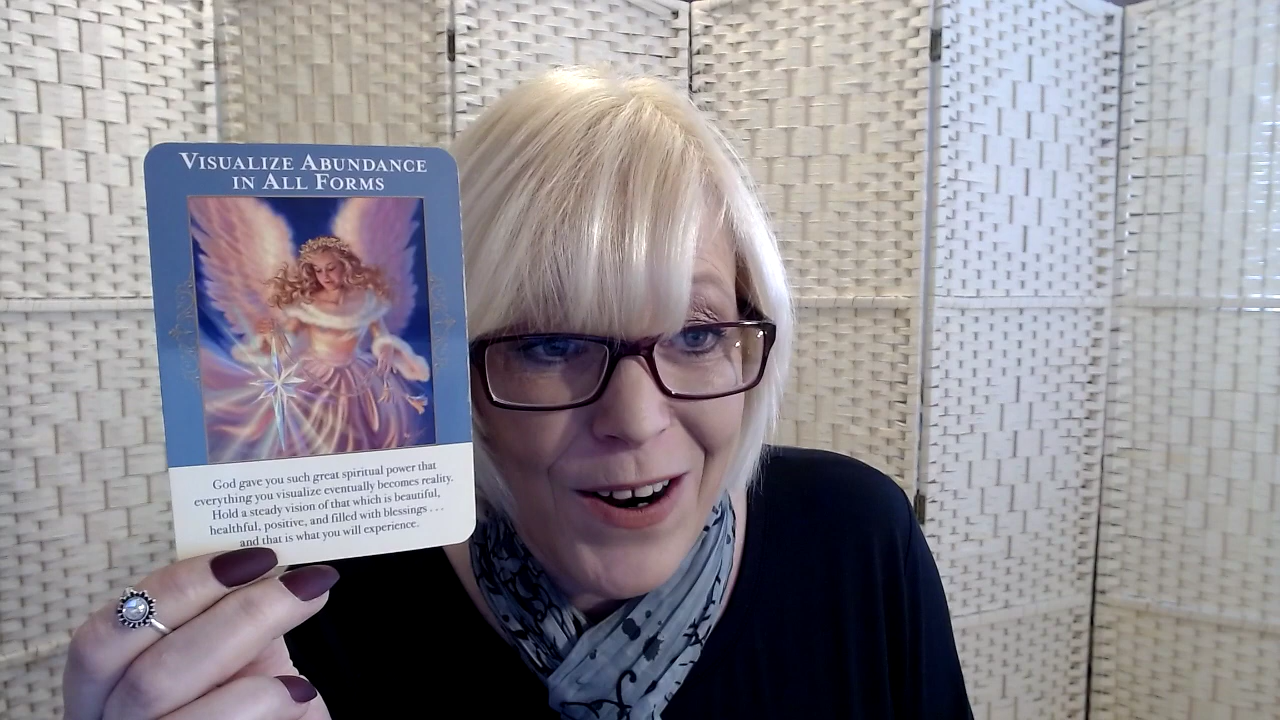 VISUALIZE ABUNDANCE
IN ALL FORMS
God gave you such great spiritual power that
everything you visualize eventually becomes reality.
Hold a steady vision of that which is beautiful,
healthful, positive, and filled with blessings . . .
and that is what you will experience.